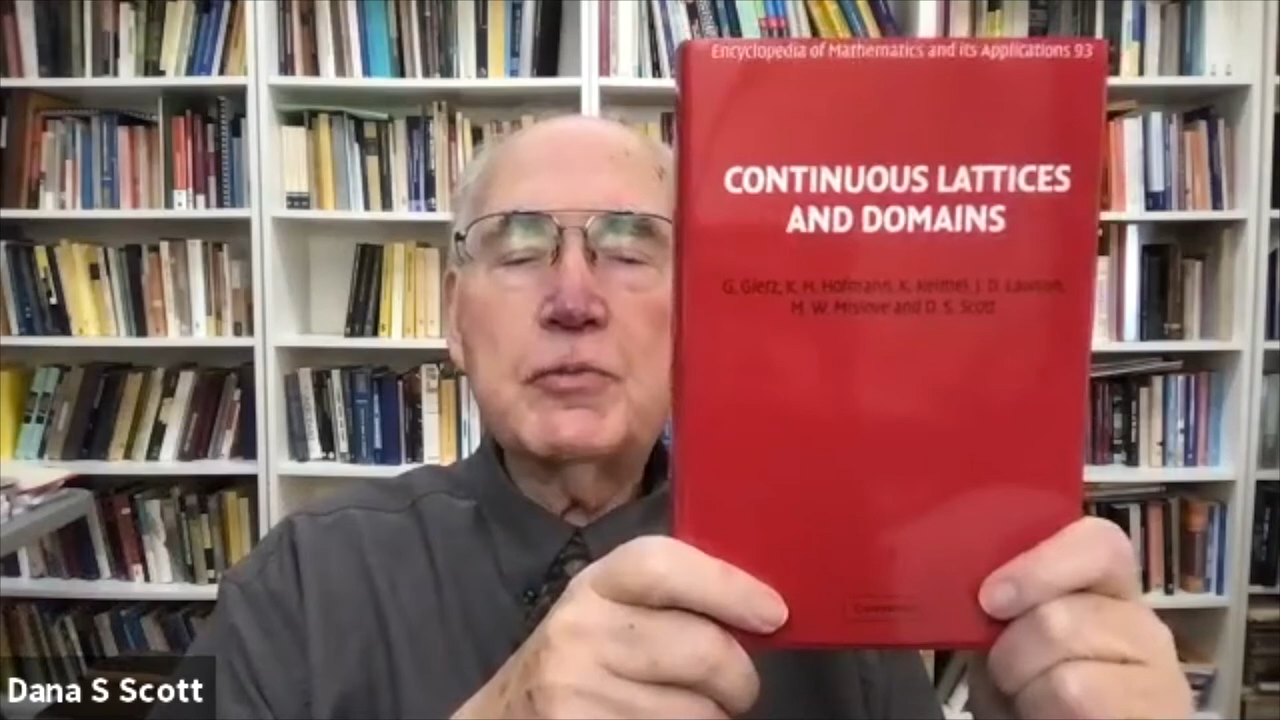 Encyclopedia of Mathematics and its Applications 93
CONTINUOUS LATTICES
AND DOMAINS
G. Gierz, K. H. Hofmann, K. Keimel, J. D. Lawson,
M. W. Mislove and D. S. Scott
Dana S Scott